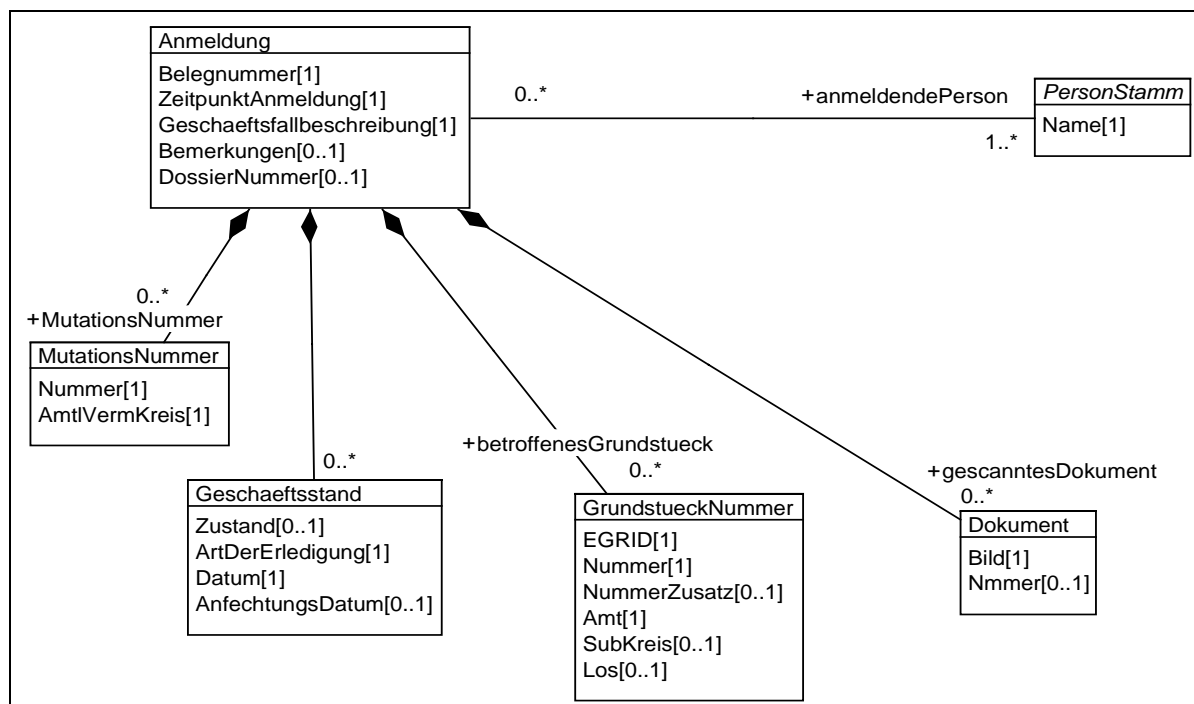 Anmeldung
Belegnummer[1]
ZeitpunktAnmeldung[1]
Geschaeftsfallbeschreibung[1]
Bemerkungen[0..1]
DossierNummer[0..1]
0..*
+anmeldendePerson
1..*
PersonStamm
Name[1]
0..*
+MutationsNummer
MutationsNummer
Nummer[1]
AmtlVermKreis[1]
0..*
Geschaeftsstand
Zustand[0..1]
ArtDerErledigung[1]
Datum[1]
AnfechtungsDatum[0..1]
+betroffenesGrundstueck
0..*
GrundstueckNummer
EGRID[1]
Nummer[1]
NummerZusatz[0..1]
Amt[1]
SubKreis[0..1]
Los[0..1]
+gescanntesDokument
0..*
Dokument
Bild[1]
Nmmer[0..1]